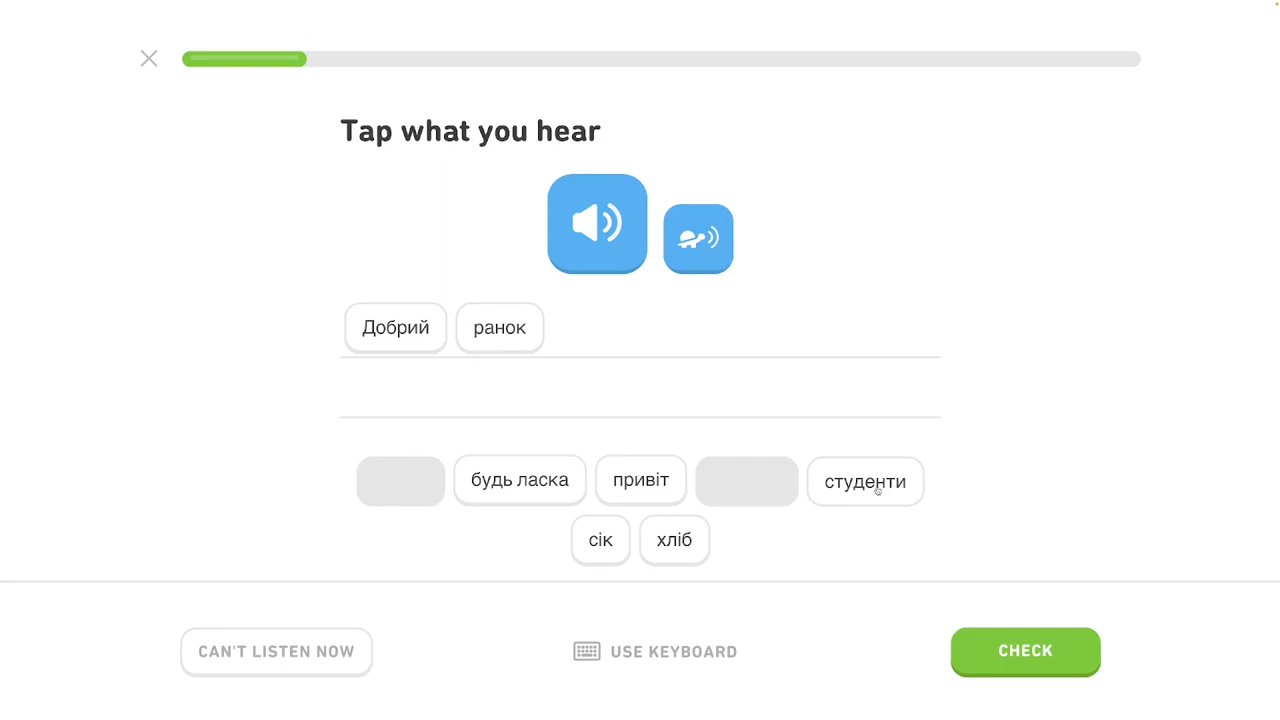 Tap what you hear
Добрий ранок
будь ласка привіт студенти
сік хліб
CAN'T LISTEN NOW USE KEYBOARD CHECK